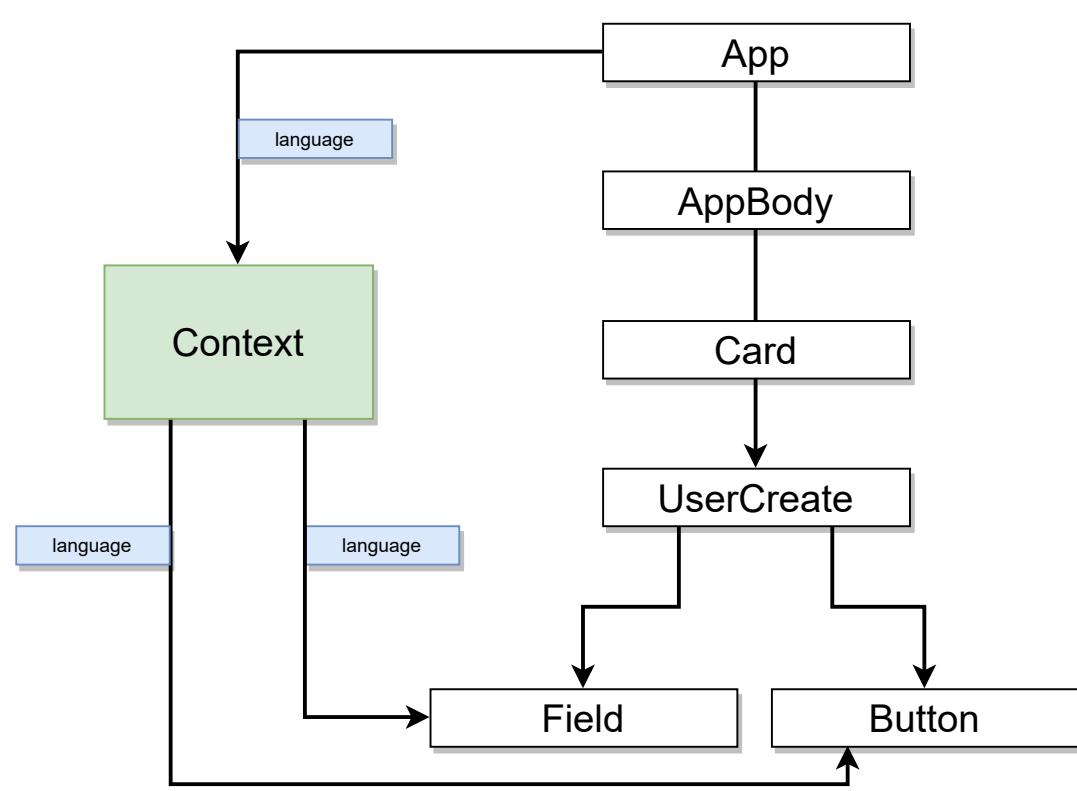 App
language
AppBody
Context
Card
UserCreate
language
language
Field
Button